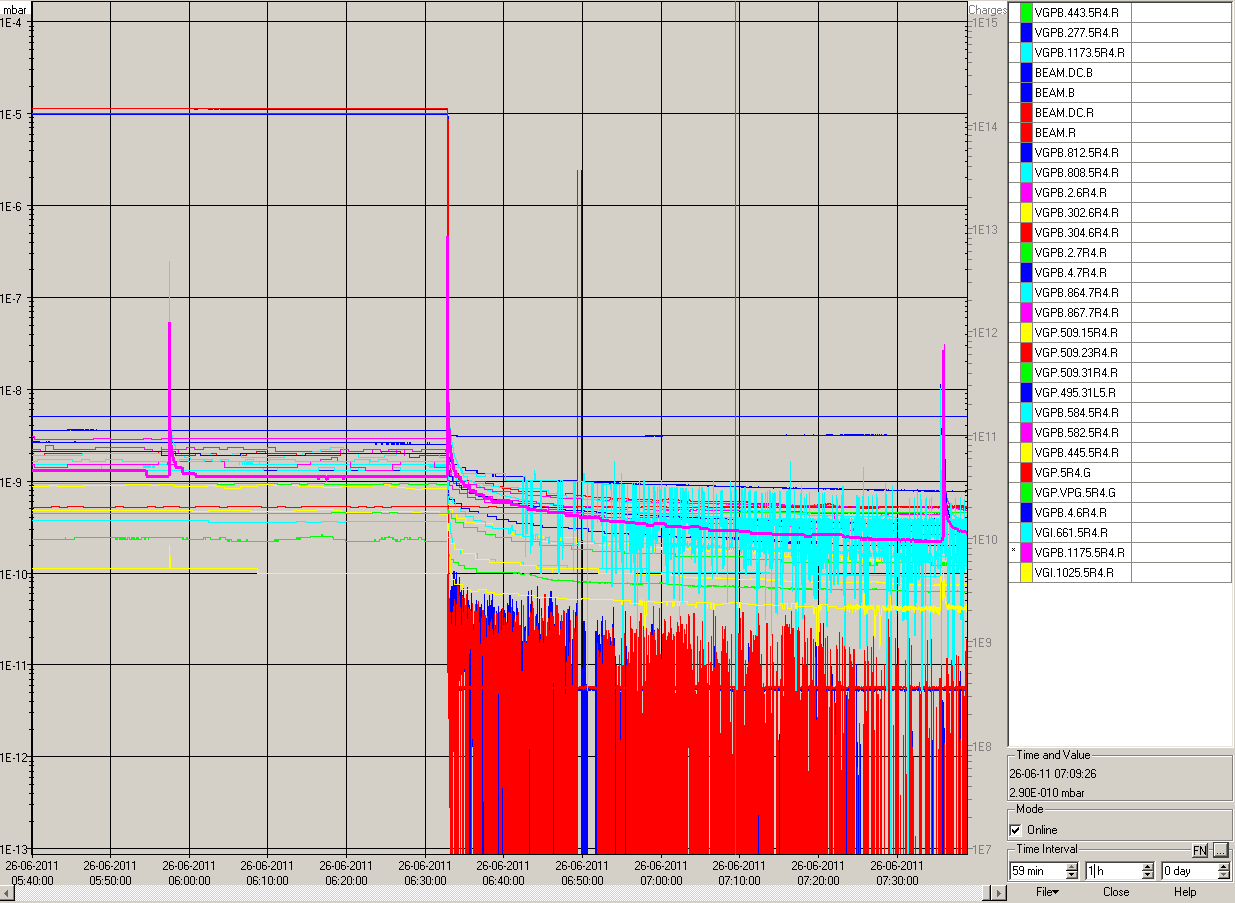 mbar
Charges
1E-4
1E-5
1E-6
1E-7
1E-8
1E-9
1E-10
1E-11
1E-12
1E-13
1E15
1E14
1E13
1E12
1E11
1E10
1E9
1E8
1E7
26-06-2011 26-06-2011 26-06-2011 26-06-2011 26-06-2011 26-06-2011 26-06-2011 26-06-2011 26-06-2011 26-06-2011 26-06-2011 26-06-2011
05:40:00 05:50:00 06:00:00 06:10:00 06:20:00 06:30:00 06:40:00 06:50:00 07:00:00 07:10:00 07:20:00 07:30:00
VGPB.443.5R4.R
VGPB.277.5R4.R
VGPB.1173.5R4.R
BEAM.DC.B
BEAM.B
BEAM.DC.R
BEAM.R
VGPB.812.5R4.R
VGPB.808.5R4.R
VGPB.2.6R4.R
VGPB.302.6R4.R
VGPB.304.6R4.R
VGPB.2.7R4.R
VGPB.4.7R4.R
VGPB.864.7R4.R
VGPB.867.7R4.R
VGP.509.15R4.R
VGP.509.23R4.R
VGP.509.31R4.R
VGP.495.31L5.R
VGPB.584.5R4.R
VGPB.582.5R4.R
VGPB.445.5R4.R
VGP.5R4.G
VGP.VPG.5R4.G
VGPB.4.6R4.R
VGI.661.5R4.R
* VGPB.1175.5R4.R
VGI.1025.5R4.R
Time and Value
26-06-11 07:09:26
2.90E-010 mbar
Mode
Online
Time Interval FN ...
59 min 1 h 0 day
File Close Help